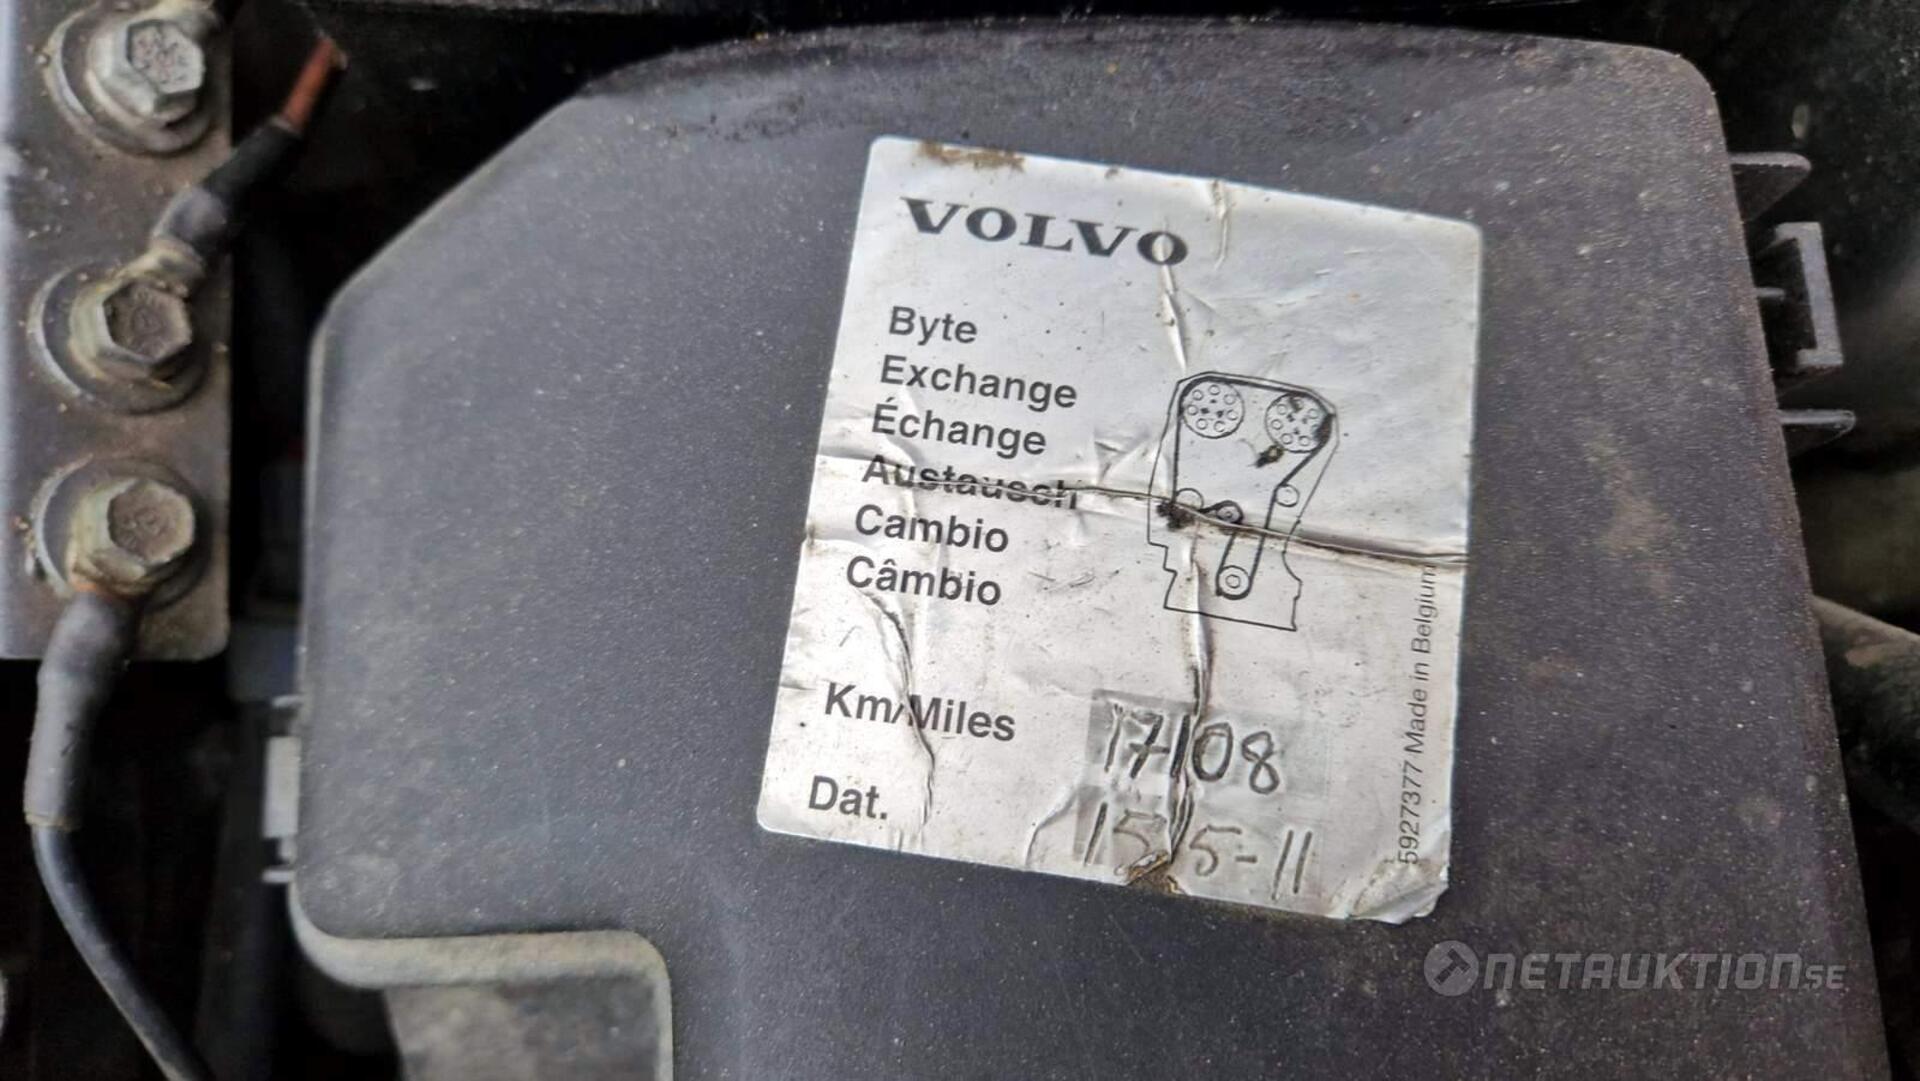 VOLVO
Byte
Exchange
Échange
Austausch
Cambio
Câmbio
Km/Miles 17108
Dat. 15-5-11
5927377 Made in Belgium
NETAUKTION.SE